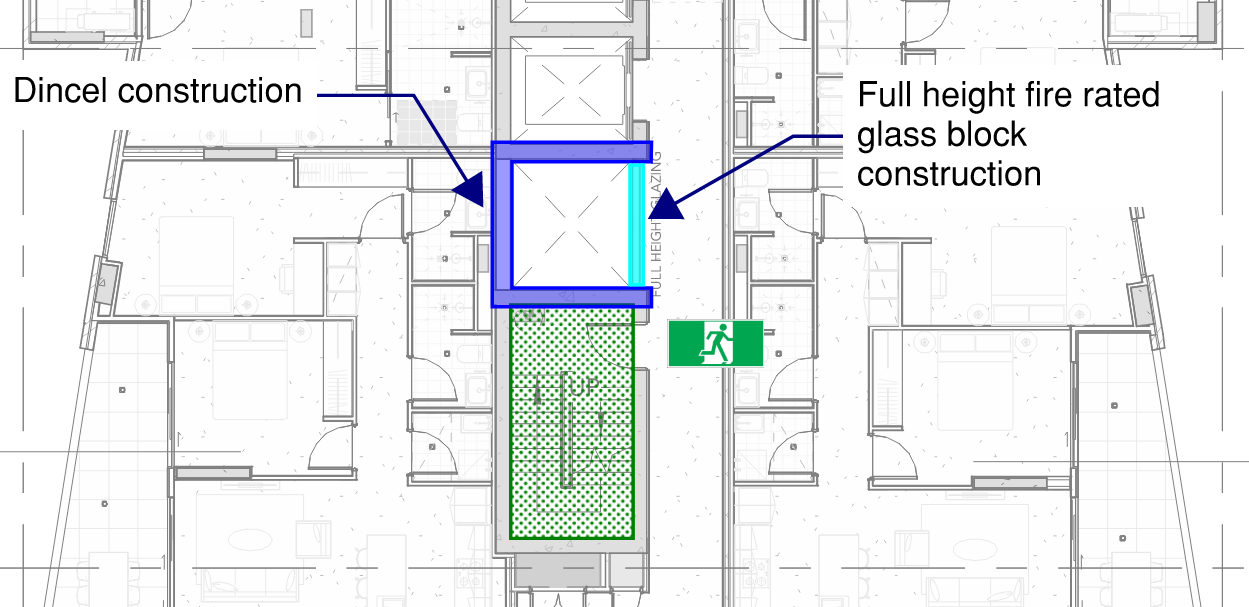 Dincel construction
Full height fire rated
glass block
construction
FULL HEIGHT GLAZING
UP